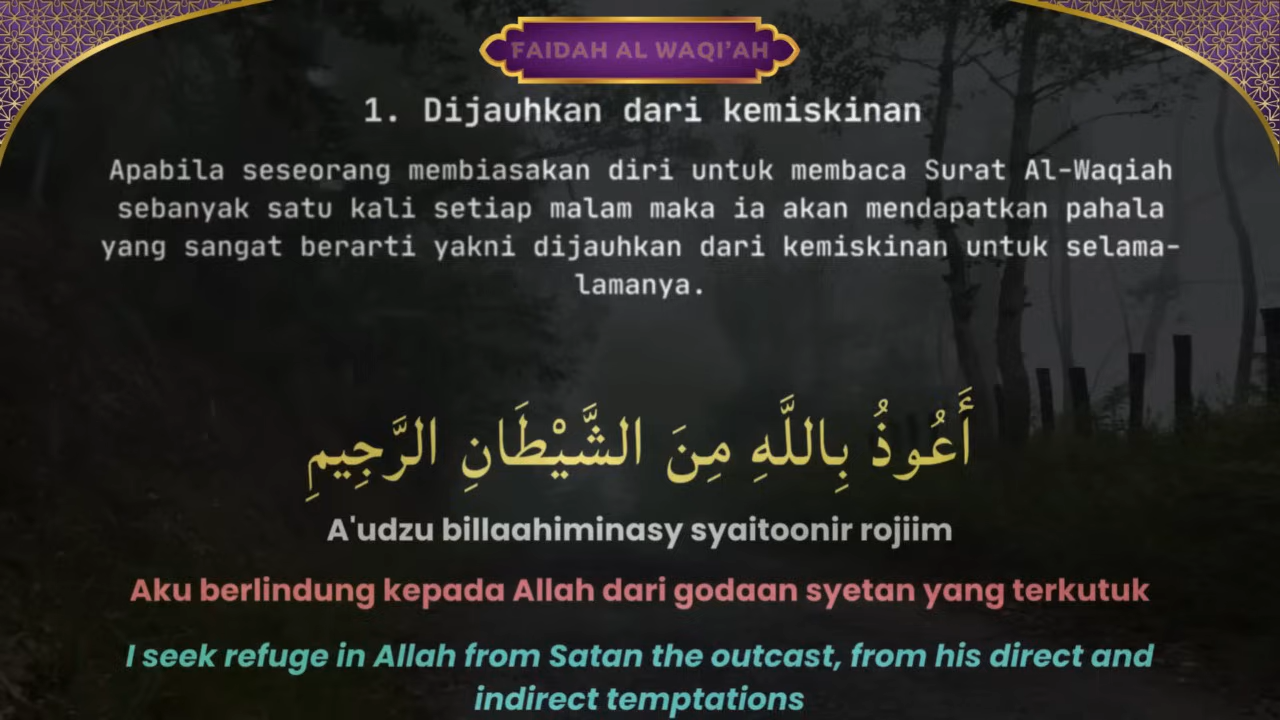 FAIDAH AL WAQI'AH
1. Dijauhkan dari kemiskinan
Apabila seseorang membiasakan diri untuk membaca Surat Al-Waqiah
sebanyak satu kali setiap malam maka ia akan mendapatkan pahala
yang sangat berarti yakni dijauhkan dari kemiskinan untuk selama-
lamanya.
أَعُوذُ بِاللَّهِ مِنَ الشَّيْطَانِ الرَّجِيمِ
A'udzu billaahiminasy syaitoonir rojiim
Aku berlindung kepada Allah dari godaan syetan yang terkutuk
I seek refuge in Allah from Satan the outcast, from his direct and
indirect temptations